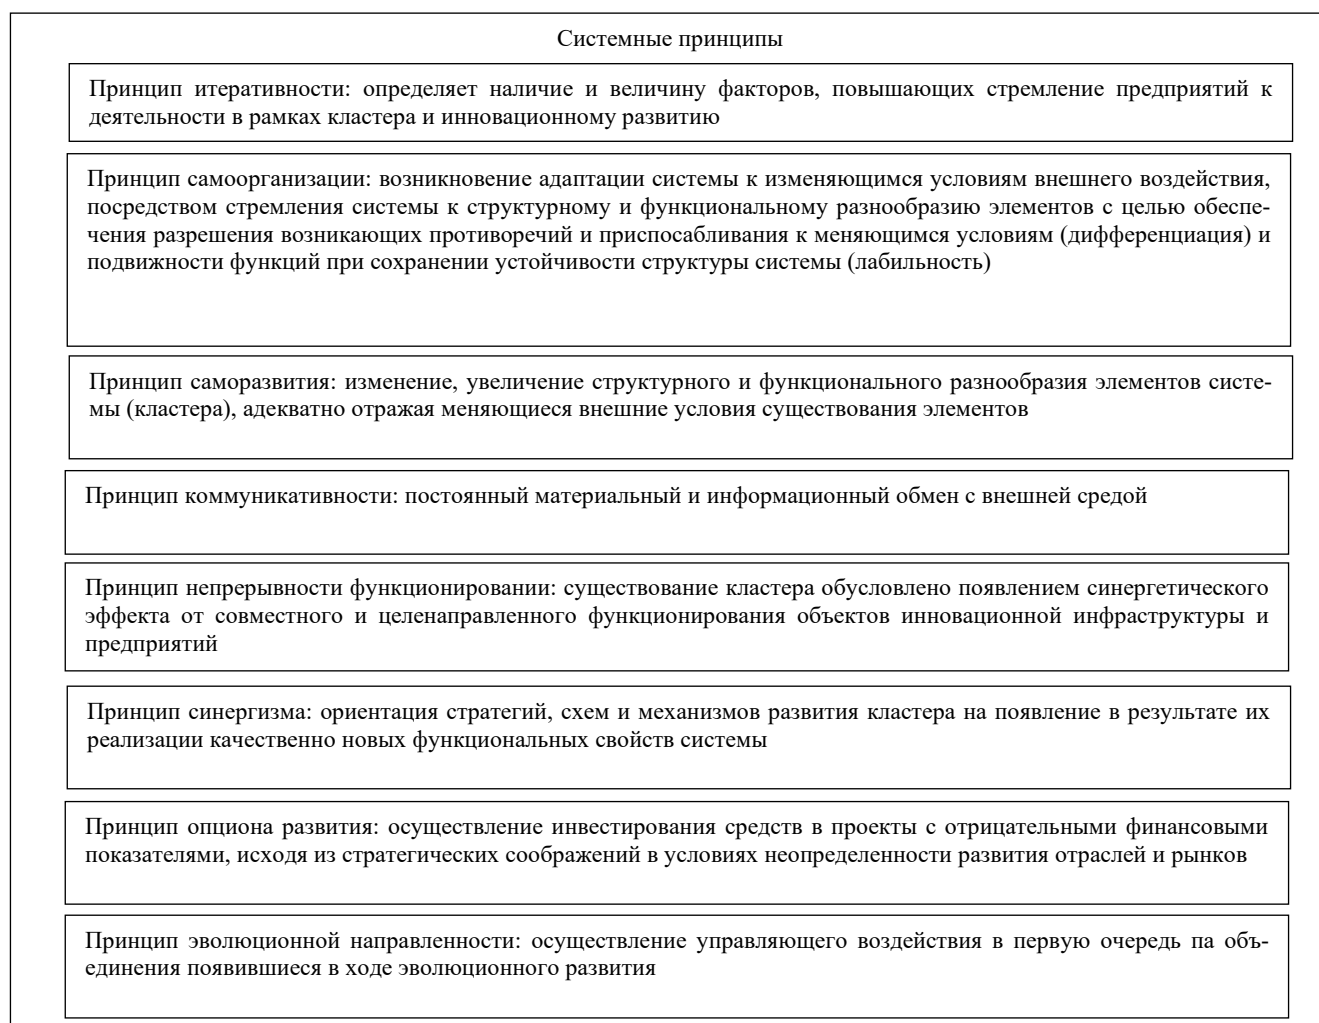 Системные принципы
Принцип итеративности: определяет наличие и величину факторов, повышающих стремление предприятий к
деятельности в рамках кластера и инновационному развитию
Принцип самоорганизации: возникновение адаптации системы к изменяющимся условиям внешнего воздействия,
посредством стремления системы к структурному и функциональному разнообразию элементов с целью обеспе-
чения разрешения возникающих противоречий и приспосабливания к меняющимся условиям (дифференциация) и
подвижности функций при сохранении устойчивости структуры системы (лабильность)
Принцип саморазвития: изменение, увеличение структурного и функционального разнообразия элементов систе-
мы (кластера), адекватно отражая меняющиеся внешние условия существования элементов
Принцип коммуникативности: постоянный материальный и информационный обмен с внешней средой
Принцип непрерывности функционировании: существование кластера обусловлено появлением синергетического
эффекта от совместного и целенаправленного функционирования объектов инновационной инфраструктуры и
предприятий
Принцип синергизма: ориентация стратегий, схем и механизмов развития кластера на появление в результате их
реализации качественно новых функциональных свойств системы
Принцип опциона развития: осуществление инвестирования средств в проекты с отрицательными финансовыми
показателями, исходя из стратегических соображений в условиях неопределенности развития отраслей и рынков
Принцип эволюционной направленности: осуществление управляющего воздействия в первую очередь па объ-
единения появившиеся в ходе эволюционного развития